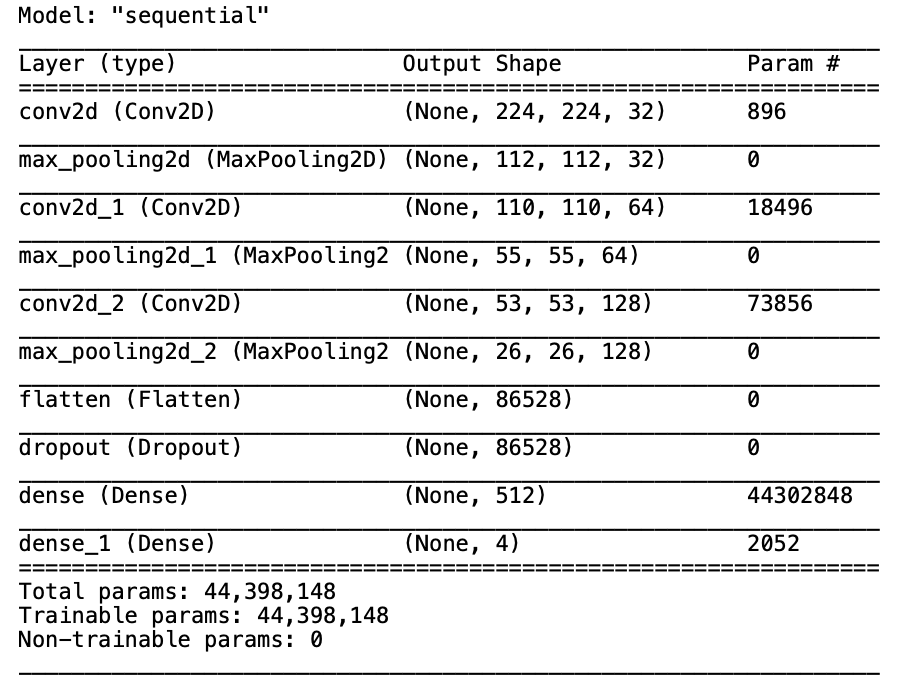 Model: "sequential"
Layer (type) Output Shape Param #
conv2d (Conv2D) (None, 224, 224, 32) 896
max_pooling2d (MaxPooling2D) (None, 112, 112, 32) 0
conv2d_1 (Conv2D) (None, 110, 110, 64) 18496
max_pooling2d_1 (MaxPooling2 (None, 55, 55, 64) 0
conv2d_2 (Conv2D) (None, 53, 53, 128) 73856
max_pooling2d_2 (MaxPooling2 (None, 26, 26, 128) 0
flatten (Flatten) (None, 86528) 0
dropout (Dropout) (None, 86528) 0
dense (Dense) (None, 512) 44302848
dense_1 (Dense) (None, 4) 2052
Total params: 44,398,148
Trainable params: 44,398,148
Non-trainable params: 0